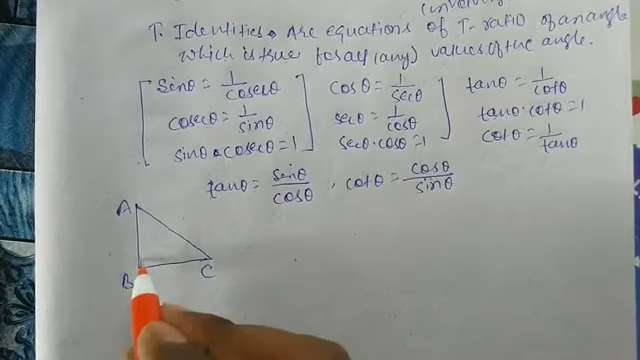 (involv
T. Identities. Are equations of T-ratio of an angle
which is true for all (any) values of the angle.
sinθ = 1/cosecθ cosθ = 1/secθ tanθ = 1/cotθ
cosecθ = 1/sinθ secθ = 1/cosθ tanθ·cotθ = 1
sinθ·cosecθ = 1 secθ·cosθ = 1 cotθ = 1/tanθ
tanθ = sinθ/cosθ , cotθ = cosθ/sinθ
A
B C